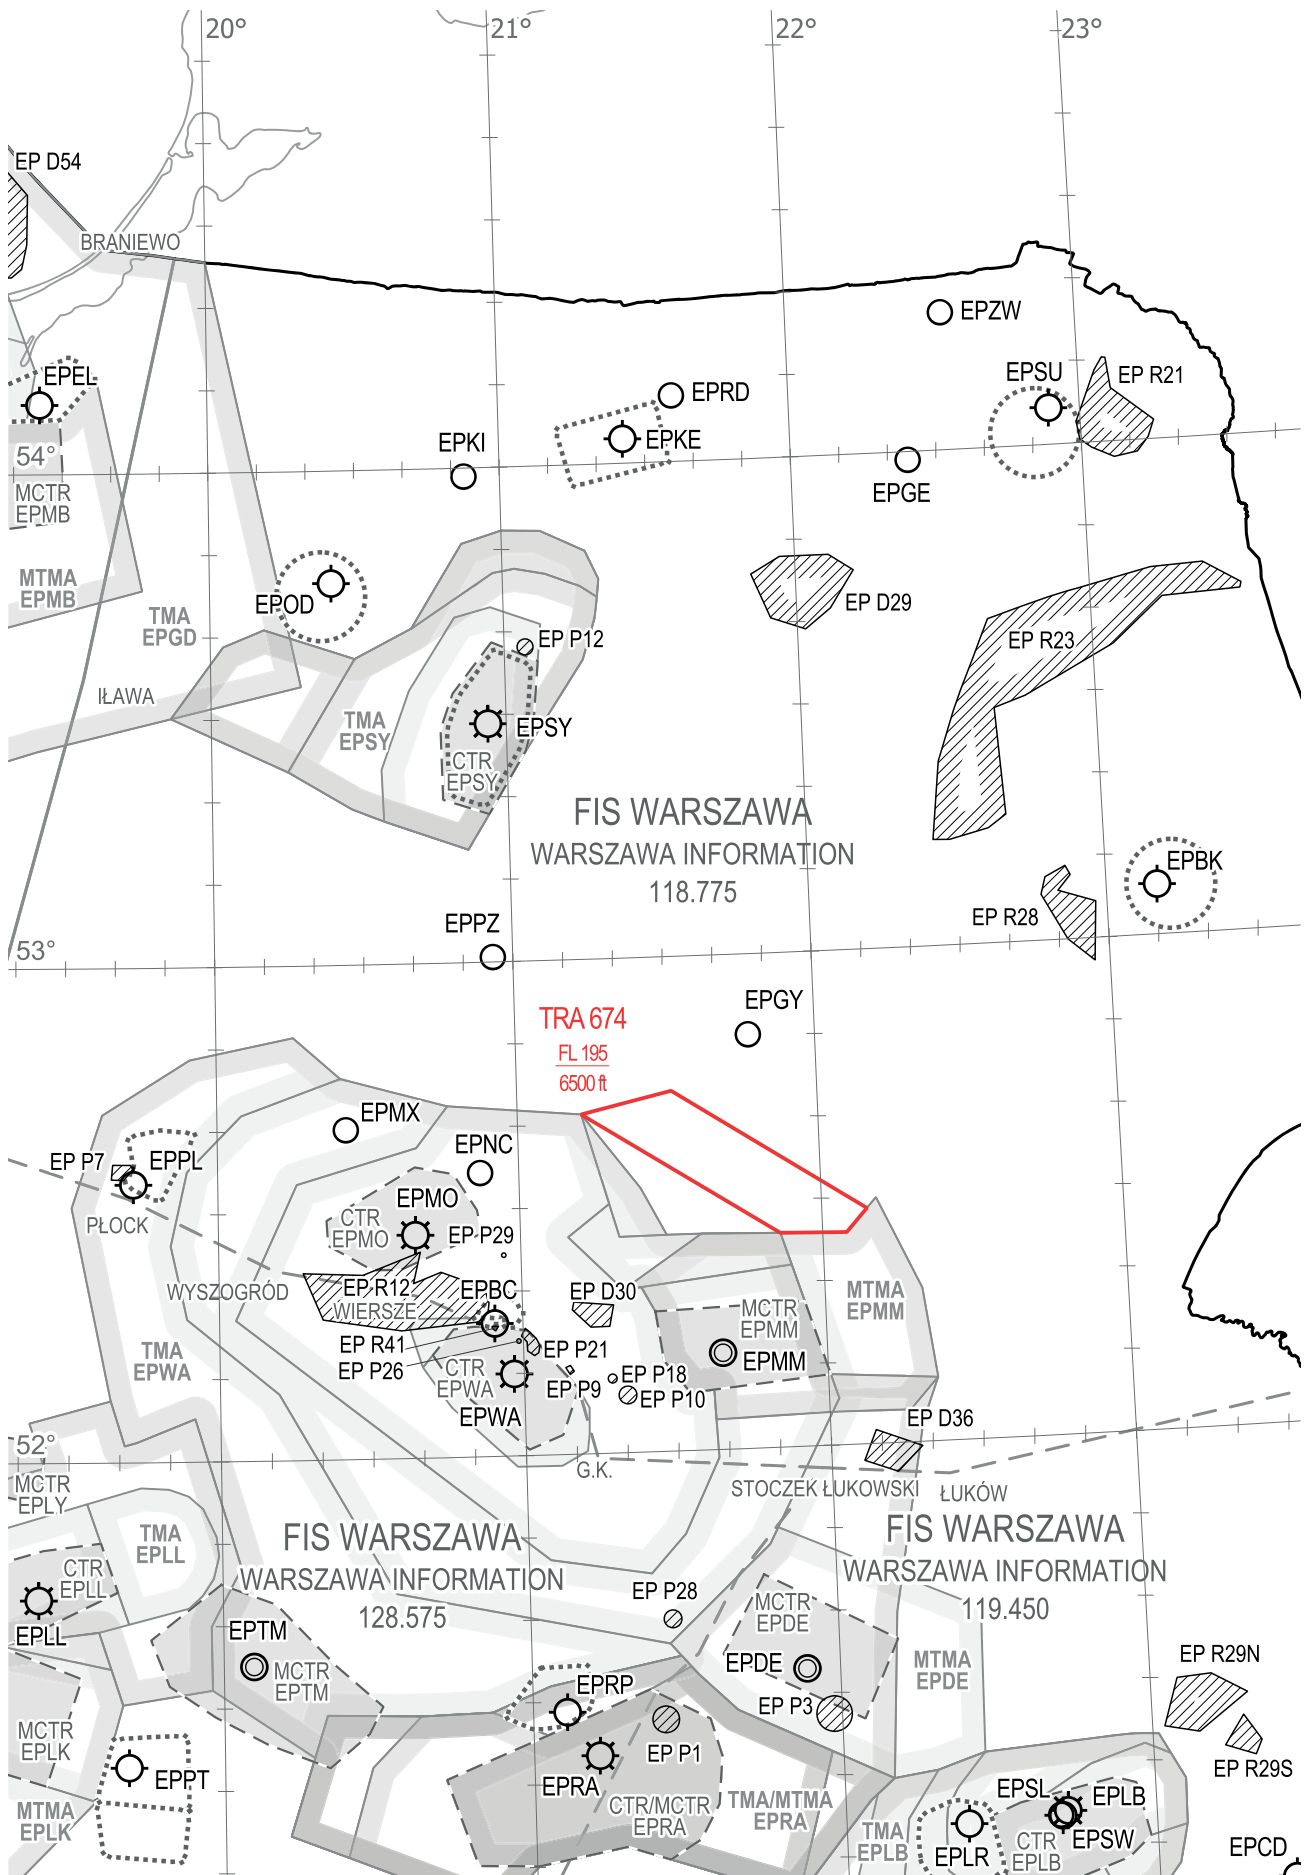 20°
21°
22°
23°
EP D54
BRANIEWO
EPZW
EPEL
EPRD
EPSU
EP R21
EPKI
EPKE
54°
EPGE
MCTR
EPMB
MTMA
EPMB
EPOD
EP D29
TMA
EPGD
EP P12
EP R23
IŁAWA
TMA
EPSY
EPSY
CTR
EPSY
FIS WARSZAWA
WARSZAWA INFORMATION
118.775
EPBK
EP R28
EPPZ
53°
EPGY
TRA 674
FL 195
6500 ft
EPMX
EPNC
EP P7
EPPL
EPMO
PŁOCK
CTR
EPMO
EP P29
WYSZOGRÓD
EP R12
WIERSZE
EPBC
EP D30
MTMA
EPMM
MCTR
EPMM
EP R41
EP P26
EP P21
TMA
EPWA
CTR
EPWA
EP P9
EP P18
EP P10
EPMM
EPWA
EP D36
52°
G.K.
MCTR
EPLY
STOCZEK ŁUKOWSKI
ŁUKÓW
TMA
EPLL
FIS WARSZAWA
WARSZAWA INFORMATION
128.575
FIS WARSZAWA
WARSZAWA INFORMATION
119.450
CTR
EPLL
EP P28
MCTR
EPDE
EPLL
EPTM
MCTR
EPTM
EPDE
MTMA
EPDE
EP R29N
EPRP
EP P3
MCTR
EPLK
EP P1
EP R29S
EPPT
EPRA
CTR/MCTR
EPRA
TMA/MTMA
EPRA
EPSL
EPLB
MTMA
EPLK
TMA
EPLB
EPSW
EPLR
CTR
EPLB
EPCD